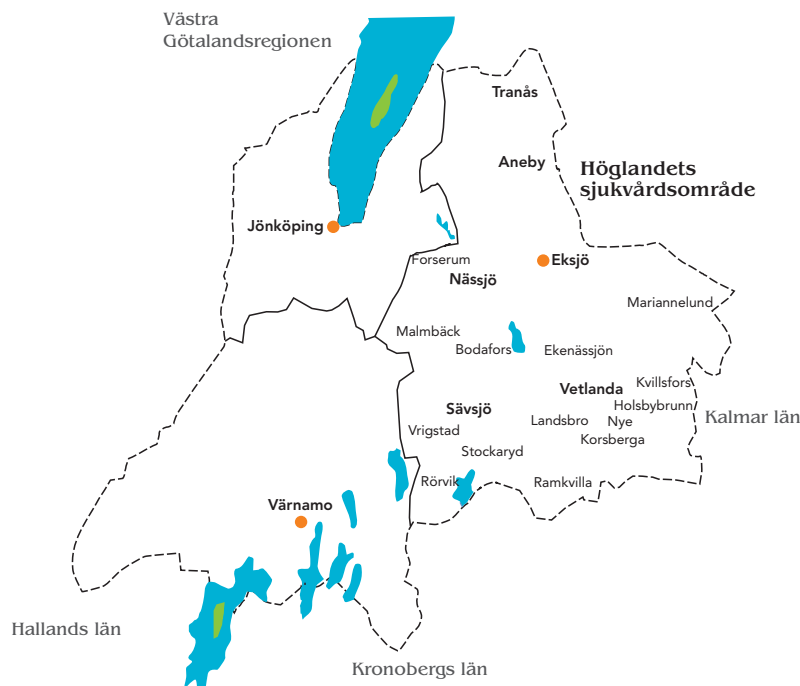 Västra
Götalandsregionen
Tranås
Aneby
Höglandets
sjukvårdsområde
Jönköping
Forserum
Eksjö
Nässjö
Mariannelund
Malmbäck
Bodafors
Ekenässjön
Vetlanda
Kvillsfors
Sävsjö
Holsbybrunn
Kalmar län
Landsbro
Nye
Vrigstad
Korsberga
Stockaryd
Rörvik
Ramkvilla
Värnamo
Hallands län
Kronobergs län